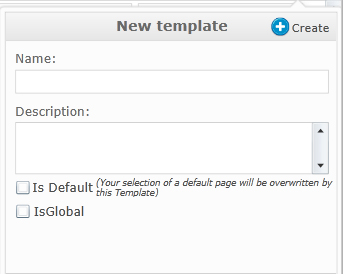 New template
Create
Name:
Description:
Is Default (Your selection of a default page will be overwritten by
this Template)
IsGlobal